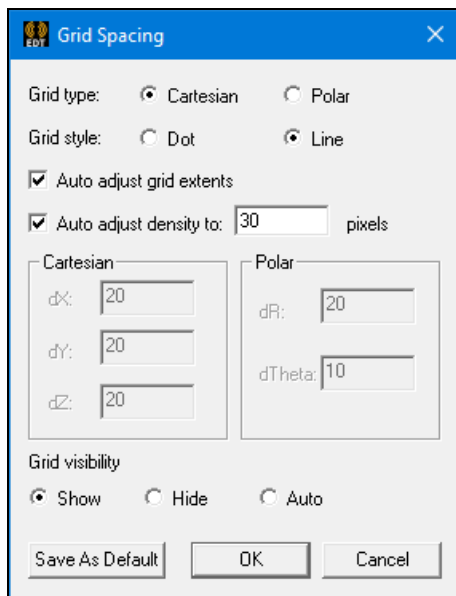 EDT Grid Spacing
Grid type: Cartesian Polar
Grid style: Dot Line
Auto adjust grid extents
Auto adjust density to: 30 pixels
Cartesian Polar
dX: 20
dR: 20
dY: 20
dTheta: 10
dZ: 20
Grid visibility
Show Hide Auto
Save As Default OK Cancel